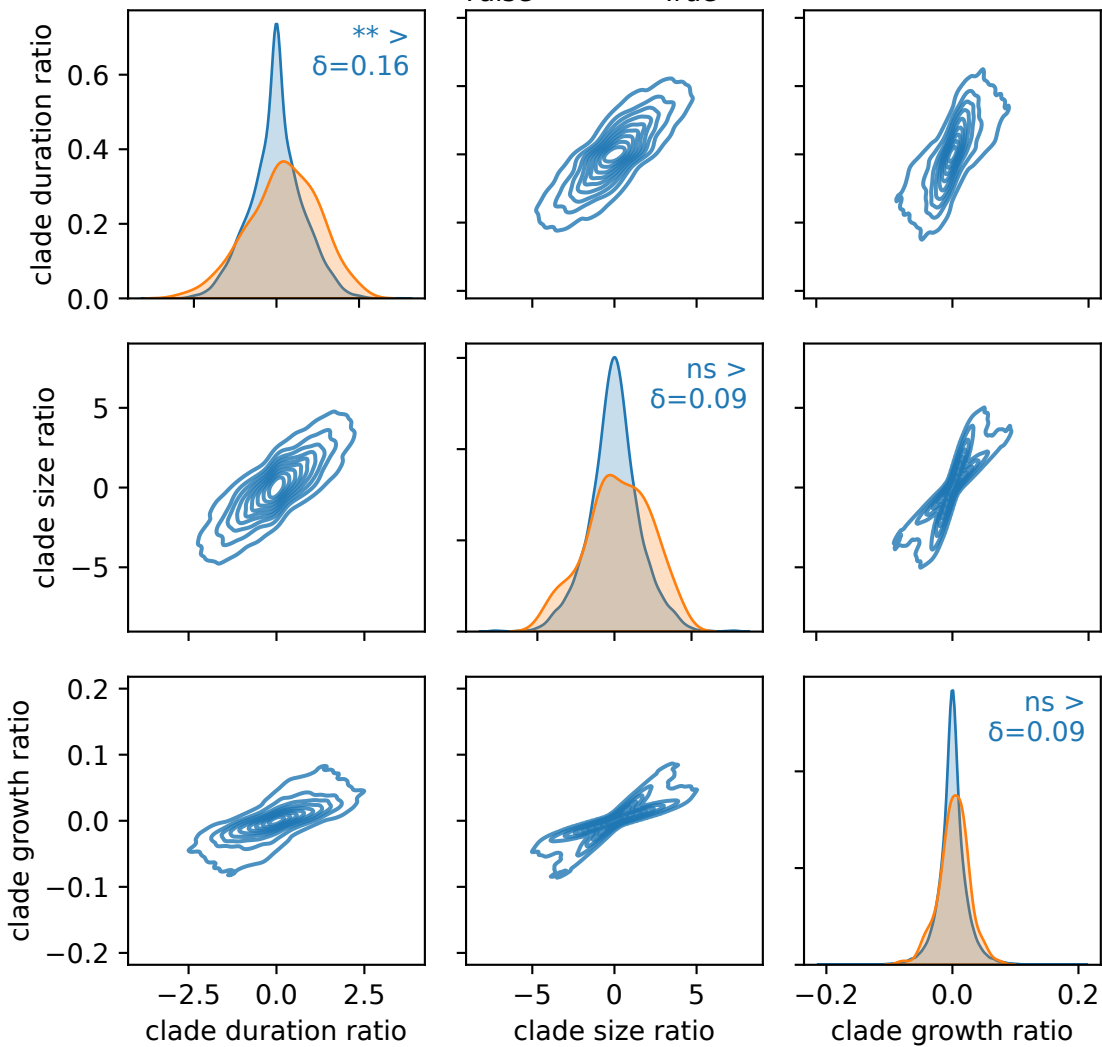 clade duration ratio
0.6
0.4
0.2
0.0
** >
δ=0.16
clade size ratio
5
0
−5
ns >
δ=0.09
clade growth ratio
0.2
0.1
0.0
−0.1
−0.2
ns >
δ=0.09
−2.5 0.0 2.5
−5 0 5
−0.2 0.0 0.2
clade duration ratio
clade size ratio
clade growth ratio